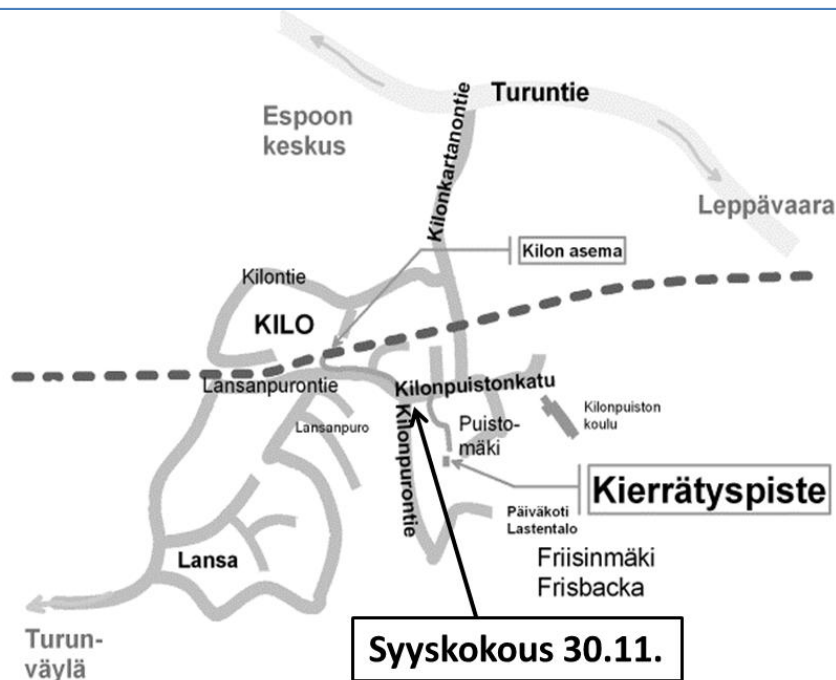 Turuntie
Espoon
keskus
Kilonkartanontie
Leppävaara
Kilon asema
Kilontie
KILO
Lansanpurontie
Kilonpuistonkatu
Kilonpuiston
koulu
Lansanpuro
Kilonpurontie
Puisto-
mäki
Kierrätyspiste
Päiväkoti
Lastentalo
Lansa
Friisinmäki
Frisbacka
Turun-
väylä
Syyskokous 30.11.